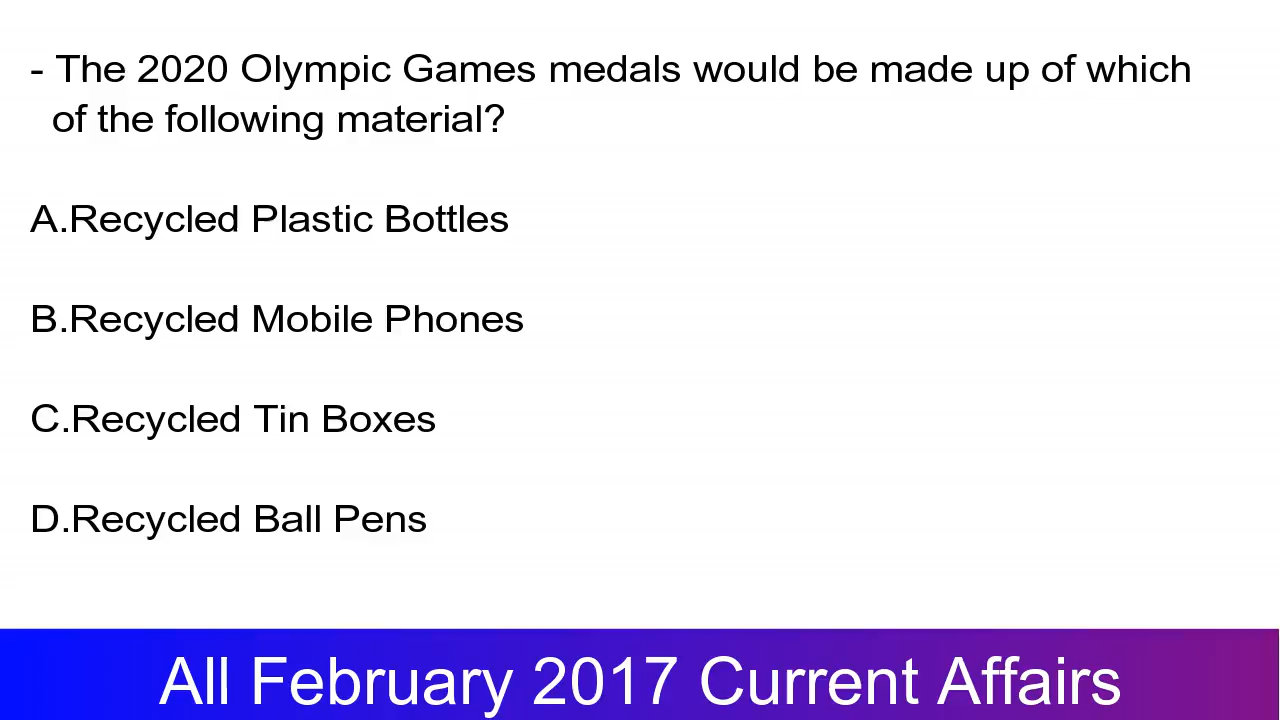 - The 2020 Olympic Games medals would be made up of which
of the following material?
A.Recycled Plastic Bottles
B.Recycled Mobile Phones
C.Recycled Tin Boxes
D.Recycled Ball Pens
All February 2017 Current Affairs